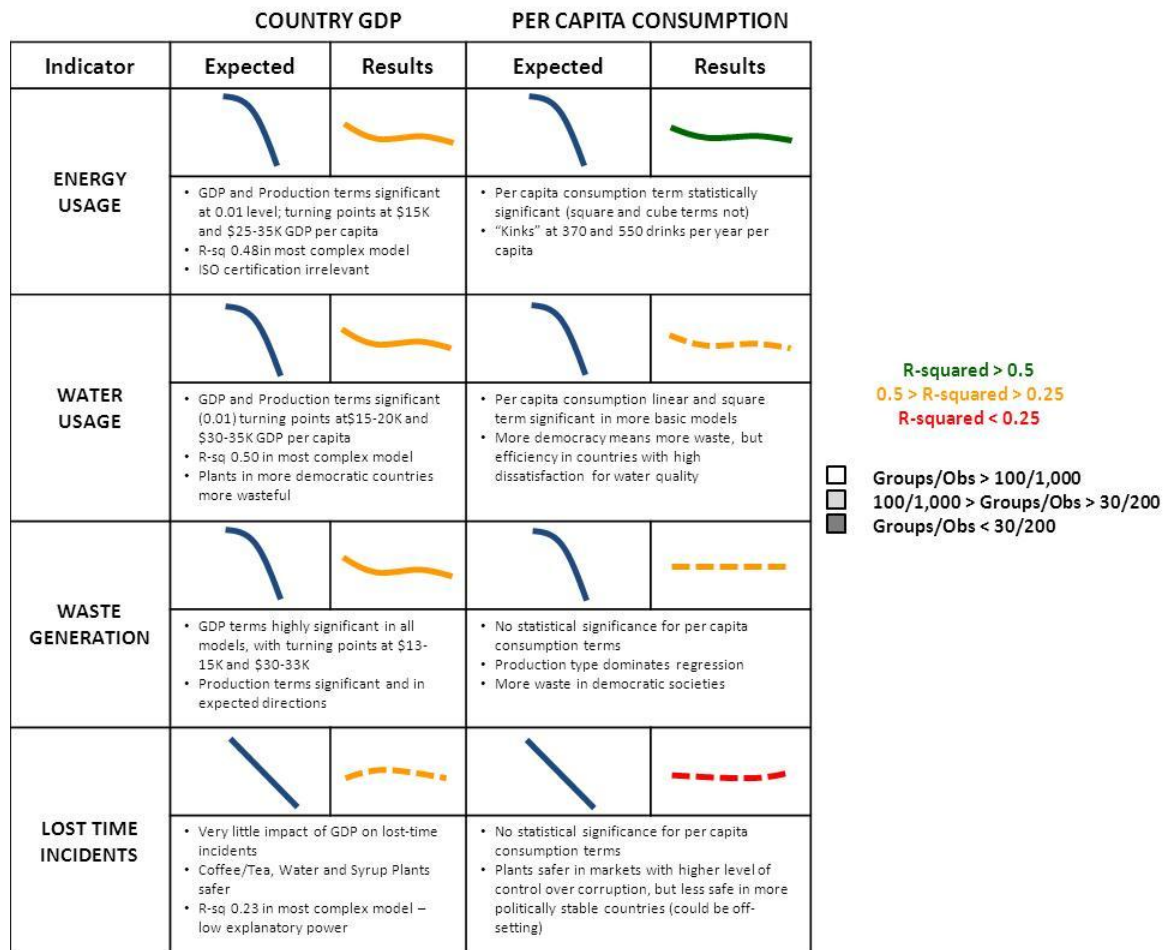 COUNTRY GDP
PER CAPITA CONSUMPTION
Indicator
Expected
Results
Expected
Results
ENERGY
USAGE
• GDP and Production terms significant
at 0.01 level; turning points at $15K
and $25-35K GDP per capita
• R-sq 0.48in most complex model
• ISO certification irrelevant
• Per capita consumption term statistically
significant (square and cube terms not)
• “Kinks” at 370 and 550 drinks per year per
capita
WATER
USAGE
• GDP and Production terms significant
(0.01) turning points at$15-20K and
$30-35K GDP per capita
• R-sq 0.50 in most complex model
• Plants in more democratic countries
more wasteful
• Per capita consumption linear and square
term significant in more basic models
• More democracy means more waste, but
efficiency in countries with high
dissatisfaction for water quality
WASTE
GENERATION
• GDP terms highly significant in all
models, with turning points at $13-
15K and $30-33K
• Production terms significant and in
expected directions
• No statistical significance for per capita
consumption terms
• Production type dominates regression
• More waste in democratic societies
LOST TIME
INCIDENTS
• Very little impact of GDP on lost-time
incidents
• Coffee/Tea, Water and Syrup Plants
safer
• R-sq 0.23 in most complex model –
low explanatory power
• No statistical significance for per capita
consumption terms
• Plants safer in markets with higher level of
control over corruption, but less safe in more
politically stable countries (could be off-
setting)
R-squared > 0.5
0.5 > R-squared > 0.25
R-squared < 0.25
Groups/Obs > 100/1,000
100/1,000 > Groups/Obs > 30/200
Groups/Obs < 30/200